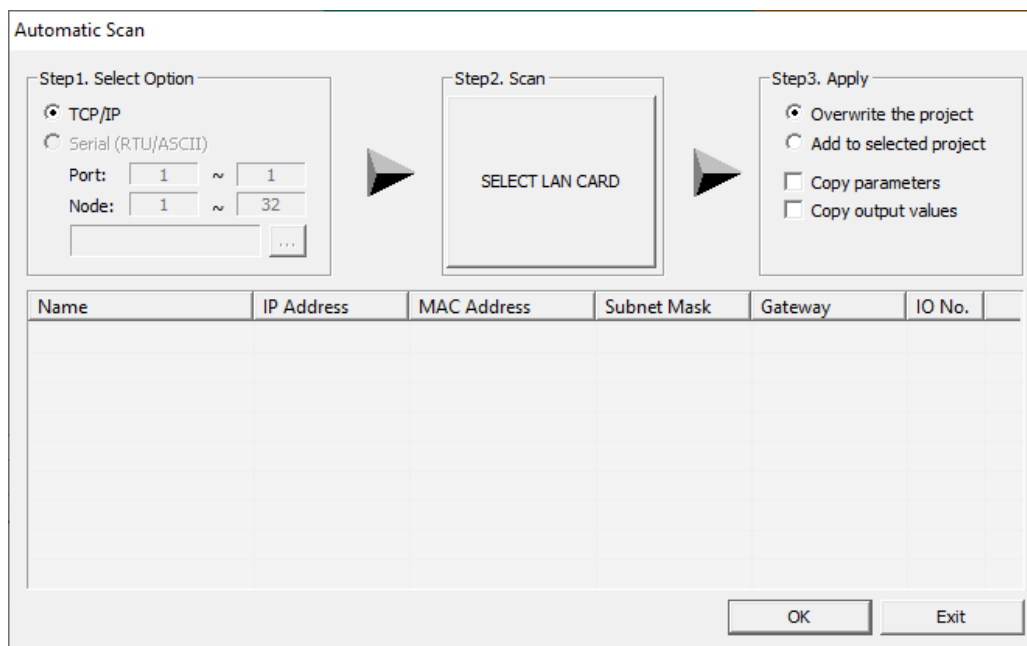 Automatic Scan
Step1. Select Option
TCP/IP
Serial (RTU/ASCII)
Port: 1 ~ 1
Node: 1 ~ 32
...
Step2. Scan
SELECT LAN CARD
Step3. Apply
Overwrite the project
Add to selected project
Copy parameters
Copy output values
Name IP Address MAC Address Subnet Mask Gateway IO No.
OK Exit